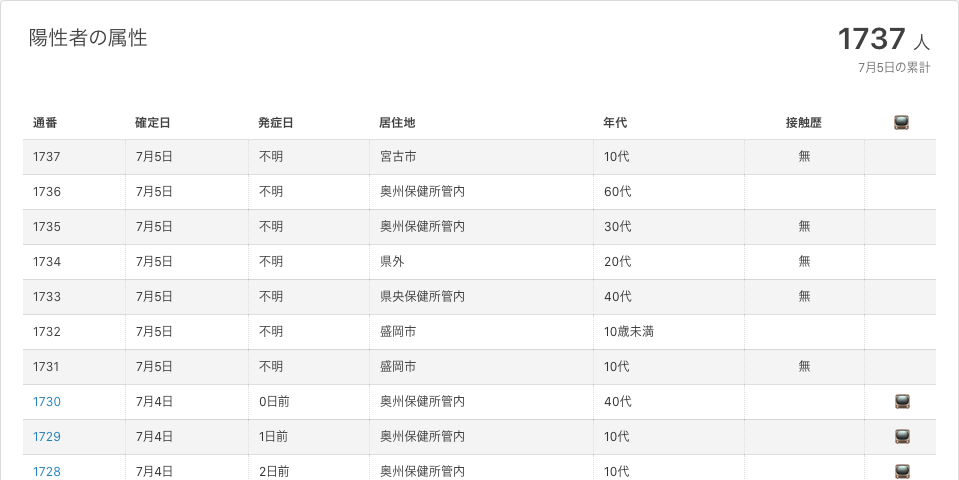 陽性者の属性
1737 人
7月5日の累計
通番 確定日 発症日 居住地 年代 接触歴
1737 7月5日 不明 宮古市 10代 無
1736 7月5日 不明 奥州保健所管内 60代
1735 7月5日 不明 奥州保健所管内 30代 無
1734 7月5日 不明 県外 20代 無
1733 7月5日 不明 県央保健所管内 40代 無
1732 7月5日 不明 盛岡市 10歳未満
1731 7月5日 不明 盛岡市 10代 無
1730 7月4日 0日前 奥州保健所管内 40代
1729 7月4日 1日前 奥州保健所管内 10代
1728 7月4日 2日前 奥州保健所管内 10代